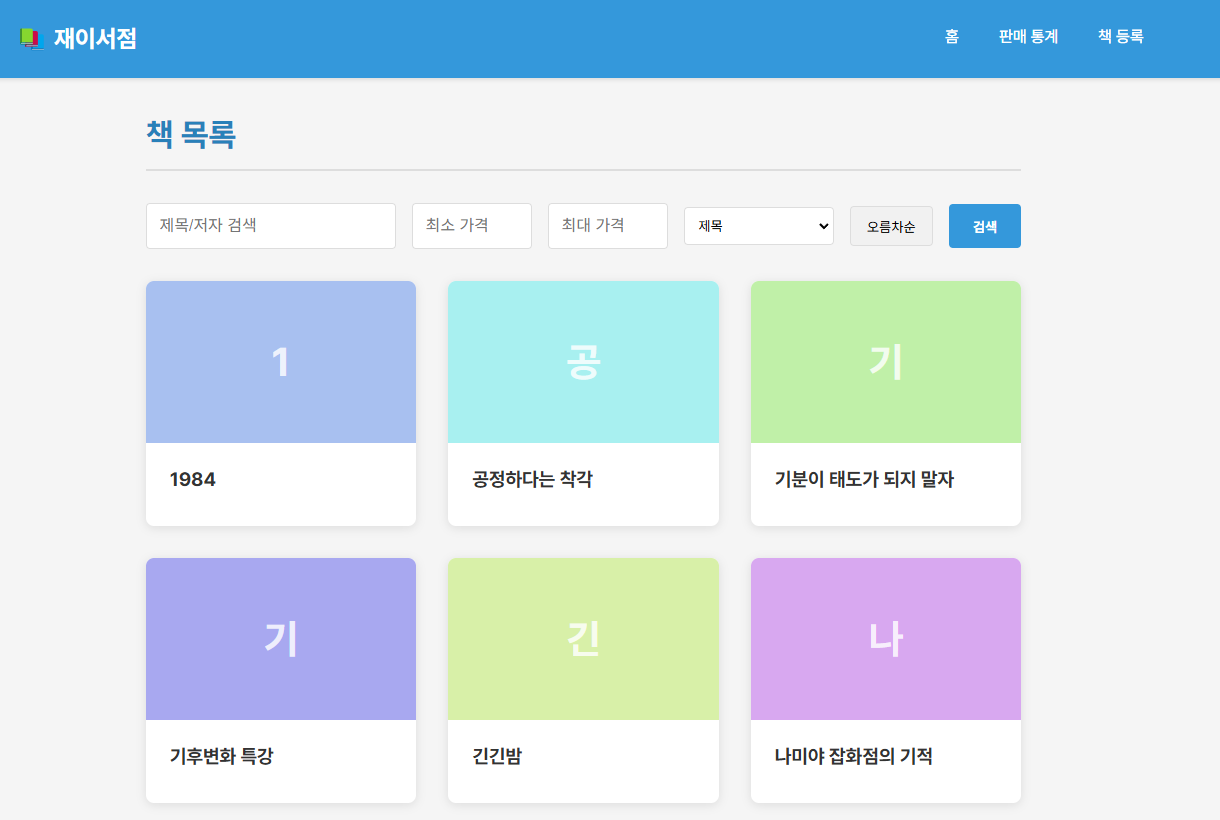 재이서점
홈 판매 통계 책 등록
책 목록
제목/저자 검색 최소 가격 최대 가격 제목 오름차순 검색
1 공 기
1984 공정하다는 착각 기분이 태도가 되지 말자
기 긴 나
기후변화 특강 긴긴밤 나미야 잡화점의 기적